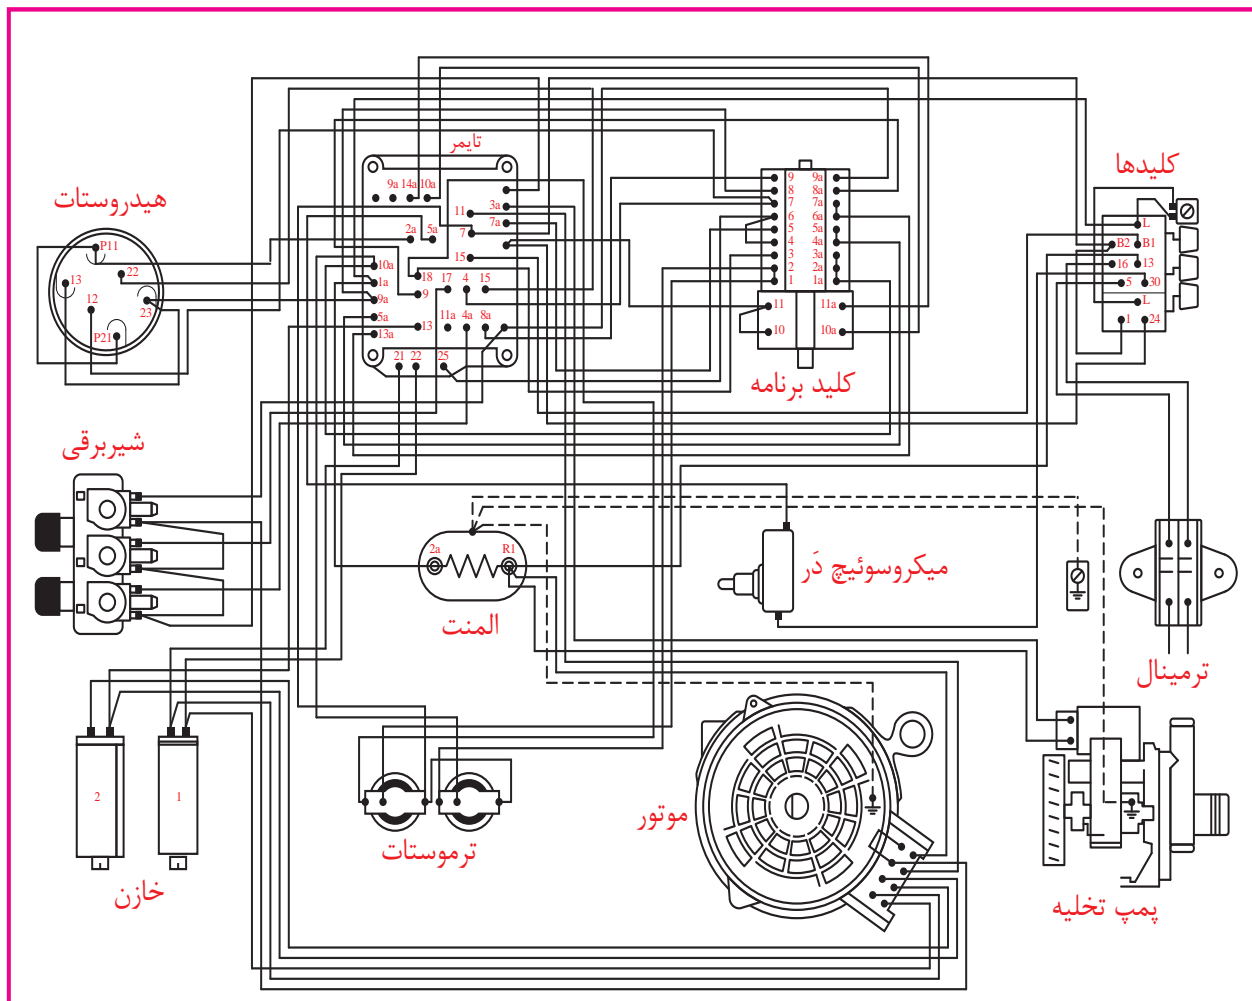 تایمر
9a 14a 10a
11
3a
7a
7
2a 5a
15
10a
18 17 4 15
1a
9
9a
5a
11a 4a 8a
13
13a
21 22 25
هیدروستات
P11
22
13
12
23
P21
9 9a
8 8a
7 7a
6 6a
5 5a
4 4a
3 3a
2 2a
1 1a
11 11a
10 10a
کلید برنامه
کلیدها
L
B2 B1
16 13
5 30
L
1 24
شیربرقی
2a R1
المنت
میکروسوئیچ دَر
ترمینال
2 1
خازن
ترموستات
موتور
پمپ تخلیه